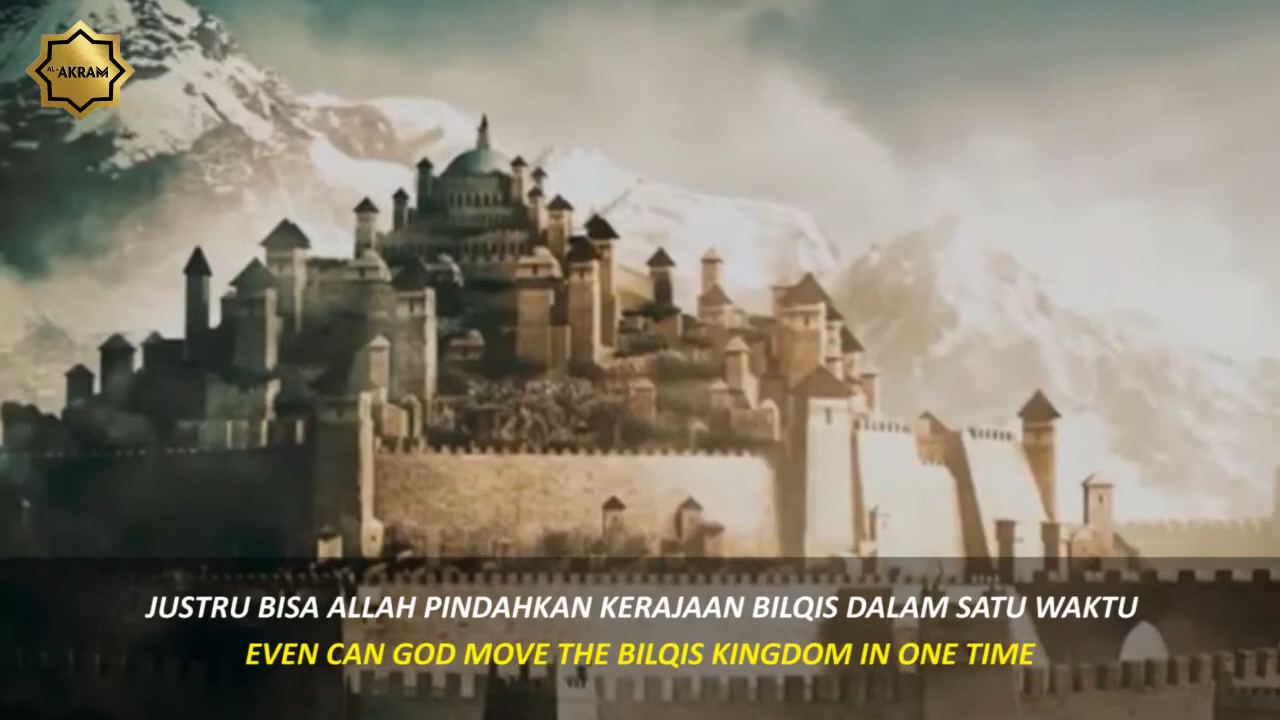 AL-AKRAM
JUSTRU BISA ALLAH PINDAHKAN KERAJAAN BILQIS DALAM SATU WAKTU
EVEN CAN GOD MOVE THE BILQIS KINGDOM IN ONE TIME